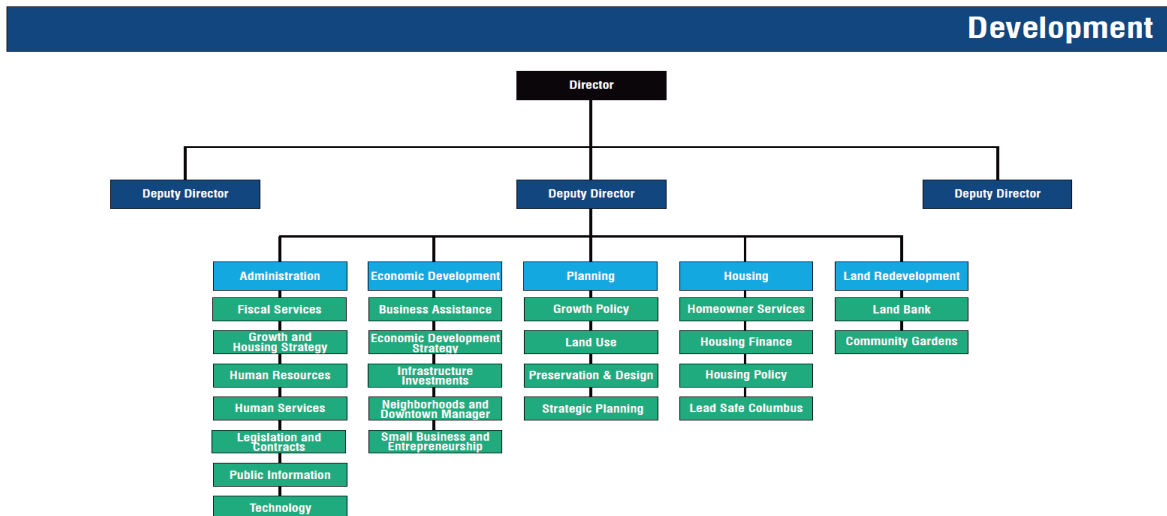 Development
Director
Deputy Director
Deputy Director
Deputy Director
Administration
Fiscal Services
Growth and
Housing Strategy
Human Resources
Human Services
Legislation and
Contracts
Public Information
Technology
Economic Development
Business Assistance
Economic Development
Strategy
Infrastructure
Investments
Neighborhoods and
Downtown Manager
Small Business and
Entrepreneurship
Planning
Growth Policy
Land Use
Preservation & Design
Strategic Planning
Housing
Homeowner Services
Housing Finance
Housing Policy
Lead Safe Columbus
Land Redevelopment
Land Bank
Community Gardens